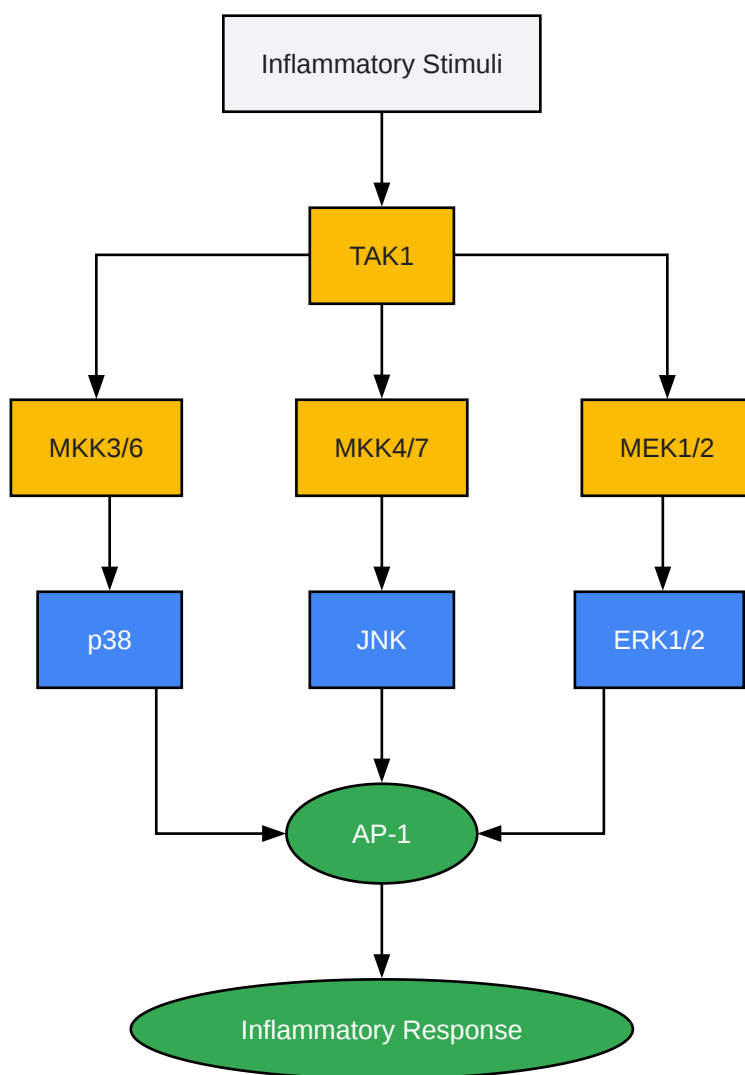 Inflammatory Stimuli
TAK1
MKK3/6
MKK4/7
MEK1/2
p38
JNK
ERK1/2
AP-1
Inflammatory Response